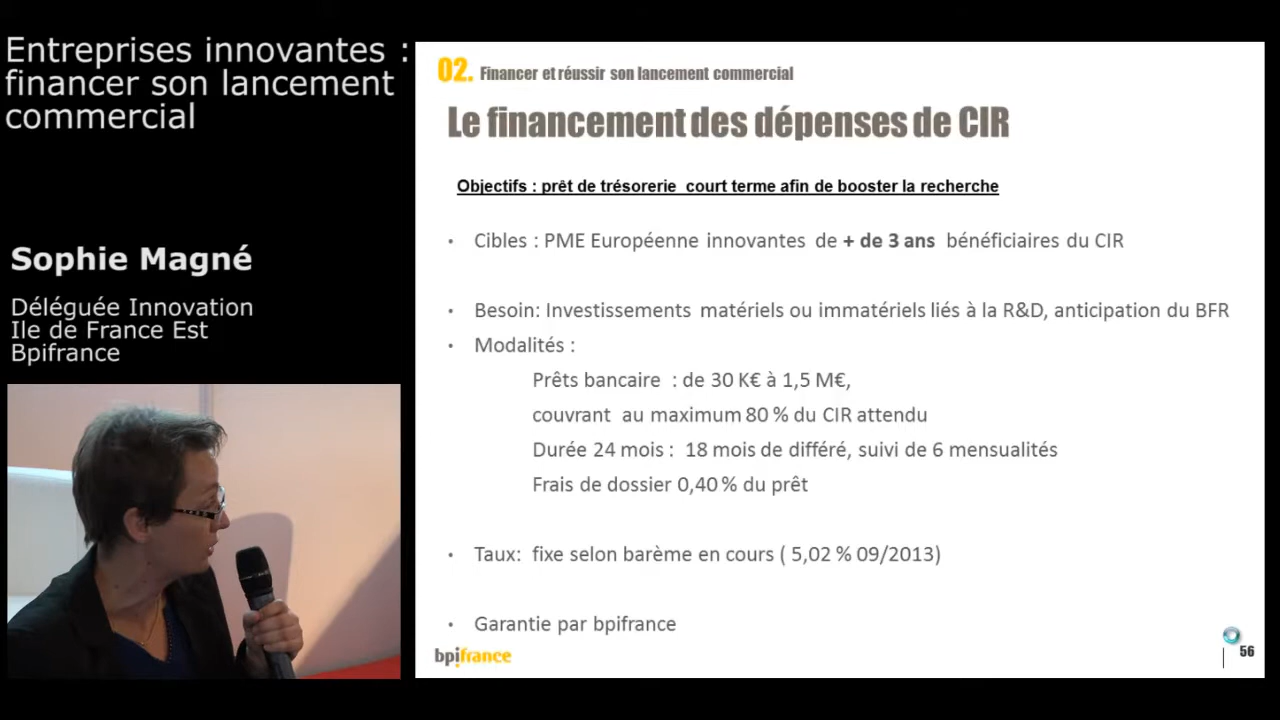 Entreprises innovantes :
financer son lancement
commercial
Sophie Magné
Déléguée Innovation
Ile de France Est
Bpifrance
02. Financer et réussir son lancement commercial
Le financement des dépenses de CIR
Objectifs : prêt de trésorerie court terme afin de booster la recherche
• Cibles : PME Européenne innovantes de + de 3 ans bénéficiaires du CIR
• Besoin: Investissements matériels ou immatériels liés à la R&D, anticipation du BFR
• Modalités :
Prêts bancaire : de 30 K€ à 1,5 M€,
couvrant au maximum 80 % du CIR attendu
Durée 24 mois : 18 mois de différé, suivi de 6 mensualités
Frais de dossier 0,40 % du prêt
• Taux: fixe selon barème en cours ( 5,02 % 09/2013)
• Garantie par bpifrance
bpifrance
56